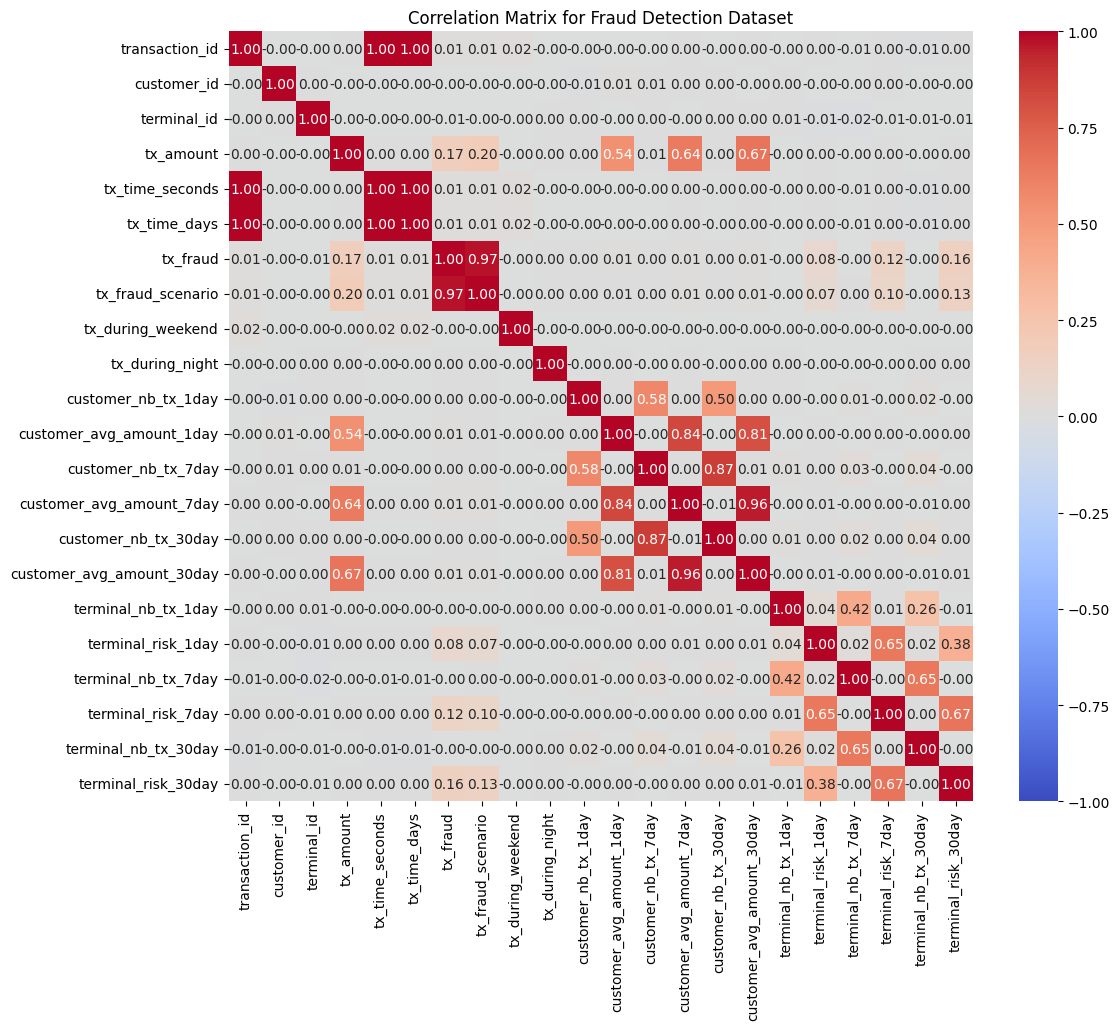 Correlation Matrix for Fraud Detection Dataset
transaction_id 1.00 -0.00 -0.00 0.00 1.00 1.00 0.01 0.01 0.02 -0.00 -0.00 -0.00 -0.00 0.00 -0.00 0.00 -0.00 0.00 -0.01 0.00 -0.01 0.00
customer_id -0.00 1.00 0.00 -0.00 -0.00 -0.00 -0.00 -0.00 -0.00 -0.00 -0.01 0.01 0.01 -0.00 0.00 -0.00 0.00 -0.00 0.00 -0.00 -0.00 -0.00
terminal_id -0.00 0.00 1.00 -0.00 -0.00 -0.00 -0.01 -0.00 -0.00 0.00 0.00 -0.00 0.00 -0.00 0.00 0.00 0.01 -0.01 -0.02 -0.01 -0.01 -0.01
tx_amount 0.00 -0.00 -0.00 1.00 0.00 0.00 0.17 0.20 -0.00 0.00 0.00 0.54 0.01 0.64 0.00 0.67 -0.00 0.00 -0.00 0.00 -0.00 0.00
tx_time_seconds 1.00 -0.00 -0.00 0.00 1.00 1.00 0.01 0.01 0.02 -0.00 0.00 -0.00 -0.00 0.00 0.00 0.00 -0.00 0.00 -0.01 0.00 -0.01 0.00
tx_time_days 1.00 -0.00 -0.00 0.00 1.00 1.00 0.01 0.01 0.02 -0.00 0.00 -0.00 -0.00 0.00 0.00 0.00 -0.00 0.00 -0.01 0.00 -0.01 0.00
tx_fraud 0.01 -0.00 -0.01 0.17 0.01 0.01 1.00 0.97 -0.00 0.00 0.00 0.01 0.00 0.01 0.00 0.01 -0.00 0.08 -0.00 0.12 -0.00 0.16
tx_fraud_scenario 0.01 -0.00 -0.00 0.20 0.01 0.01 0.97 1.00 -0.00 0.00 0.00 0.01 0.00 0.01 0.00 0.01 -0.00 0.07 0.00 0.10 -0.00 0.13
tx_during_weekend 0.02 -0.00 -0.00 -0.00 0.02 0.02 -0.00 -0.00 1.00 -0.00 0.00 -0.00 -0.00 -0.00 -0.00 -0.00 -0.00 -0.00 -0.00 -0.00 -0.00 -0.00
tx_during_night -0.00 -0.00 0.00 0.00 -0.00 -0.00 0.00 0.00 -0.00 1.00 -0.00 0.00 -0.00 0.00 -0.00 0.00 -0.00 0.00 0.00 -0.00 0.00 0.00
customer_nb_tx_1day -0.00 -0.01 0.00 0.00 0.00 0.00 0.00 0.00 0.00 -0.00 1.00 0.00 0.58 0.00 0.50 0.00 0.00 -0.00 0.01 -0.00 0.02 -0.00
customer_avg_amount_1day -0.00 0.01 -0.00 0.54 -0.00 -0.00 0.01 0.01 -0.00 0.00 0.00 1.00 -0.00 0.84 -0.00 0.81 -0.00 0.00 -0.00 0.00 -0.00 0.00
customer_nb_tx_7day -0.00 0.01 0.00 0.01 -0.00 -0.00 0.00 0.00 -0.00 -0.00 0.58 -0.00 1.00 0.00 0.87 0.01 0.01 0.00 0.03 -0.00 0.04 -0.00
customer_avg_amount_7day 0.00 -0.00 -0.00 0.64 0.00 0.00 0.01 0.01 -0.00 0.00 0.00 0.84 0.00 1.00 -0.01 0.96 -0.00 0.01 -0.00 0.00 -0.01 0.00
customer_nb_tx_30day -0.00 0.00 0.00 0.00 0.00 0.00 0.00 0.00 -0.00 -0.00 0.50 -0.00 0.87 -0.01 1.00 0.00 0.01 -0.00 0.02 -0.00 0.04 0.00
customer_avg_amount_30day 0.00 -0.00 0.00 0.67 0.00 0.00 0.01 0.01 -0.00 0.00 0.00 0.81 0.01 0.96 0.00 1.00 -0.00 0.01 -0.00 0.00 -0.01 0.01
terminal_nb_tx_1day -0.00 0.00 0.01 -0.00 -0.00 -0.00 -0.00 -0.00 -0.00 -0.00 0.00 -0.00 0.01 -0.00 0.01 -0.00 1.00 0.04 0.42 0.01 0.26 -0.01
terminal_risk_1day 0.00 -0.00 -0.01 0.00 0.00 0.00 0.08 0.07 -0.00 0.00 -0.00 0.00 0.00 0.01 -0.00 0.01 0.04 1.00 0.02 0.65 0.02 0.38
terminal_nb_tx_7day -0.01 0.00 -0.02 -0.00 -0.01 -0.01 -0.00 0.00 -0.00 0.00 0.01 -0.00 0.03 -0.00 0.02 -0.00 0.42 0.02 1.00 -0.00 0.65 -0.00
terminal_risk_7day 0.00 -0.00 -0.01 0.00 0.00 0.00 0.12 0.10 -0.00 -0.00 -0.00 0.00 -0.00 0.00 -0.00 0.00 0.01 0.65 -0.00 1.00 0.00 0.67
terminal_nb_tx_30day -0.01 -0.00 -0.01 -0.00 -0.01 -0.01 -0.00 -0.00 -0.00 0.00 0.02 -0.00 0.04 -0.01 0.04 -0.01 0.26 0.02 0.65 0.00 1.00 -0.00
terminal_risk_30day 0.00 -0.00 -0.01 0.00 0.00 0.00 0.16 0.13 -0.00 0.00 -0.00 0.00 -0.00 0.00 0.00 0.01 -0.01 0.38 -0.00 0.67 -0.00 1.00
transaction_id
customer_id
terminal_id
tx_amount
tx_time_seconds
tx_time_days
tx_fraud
tx_fraud_scenario
tx_during_weekend
tx_during_night
customer_nb_tx_1day
customer_avg_amount_1day
customer_nb_tx_7day
customer_avg_amount_7day
customer_nb_tx_30day
customer_avg_amount_30day
terminal_nb_tx_1day
terminal_risk_1day
terminal_nb_tx_7day
terminal_risk_7day
terminal_nb_tx_30day
terminal_risk_30day
1.00
0.75
0.50
0.25
0.00
−0.25
−0.50
−0.75
−1.00